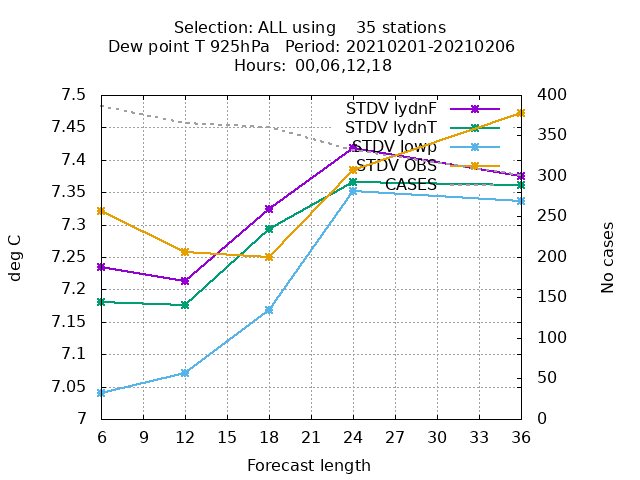 Selection: ALL using    35 stations
Dew point T 925hPa   Period: 20210201-20210206
Hours: 00,06,12,18
7.5
7.45
7.4
7.35
7.3
7.25
7.2
7.15
7.1
7.05
7
400
350
300
250
200
150
100
50
0
STDV lydnF
STDV lydnT
STDV lowp
STDV OBS
CASES
deg C
No cases
6 9 12 15 18 21 24 27 30 33 36
Forecast length